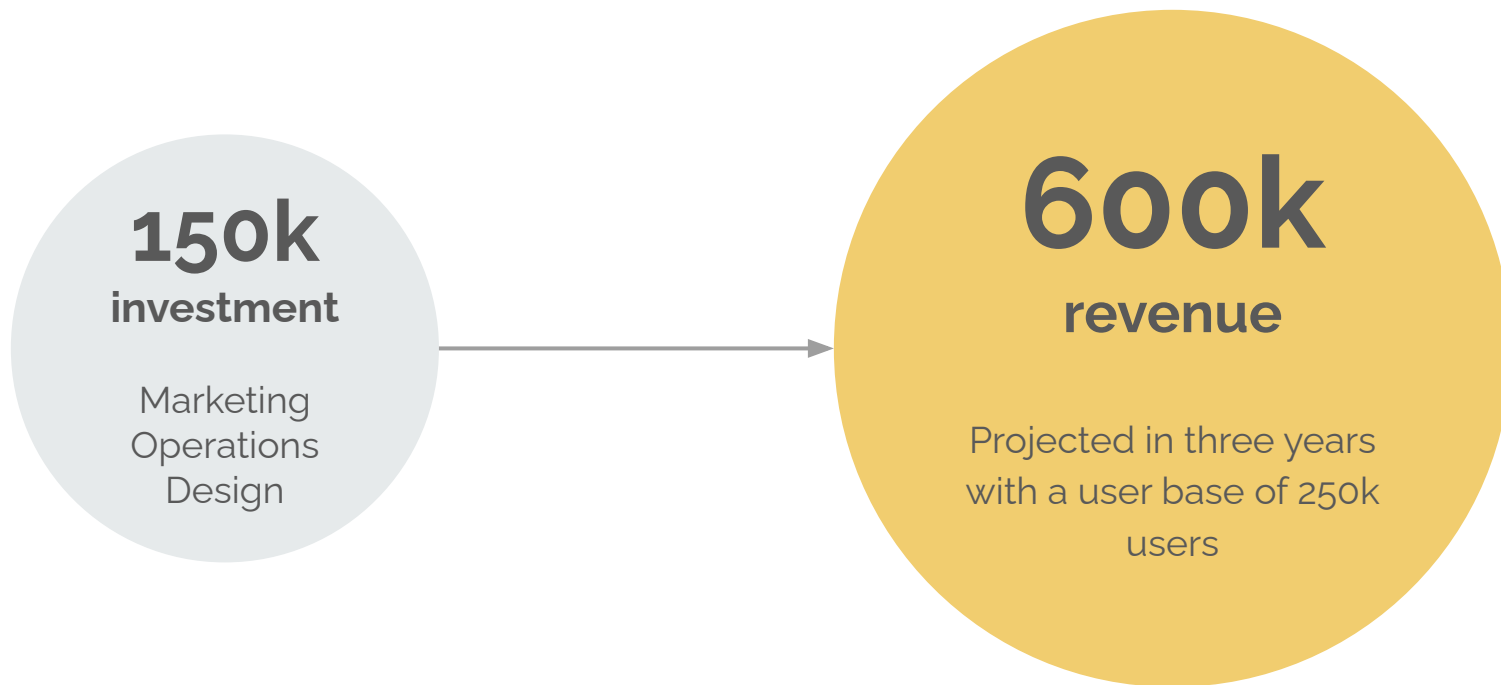 150k
investment
Marketing
Operations
Design
600k
revenue
Projected in three years
with a user base of 250k
users